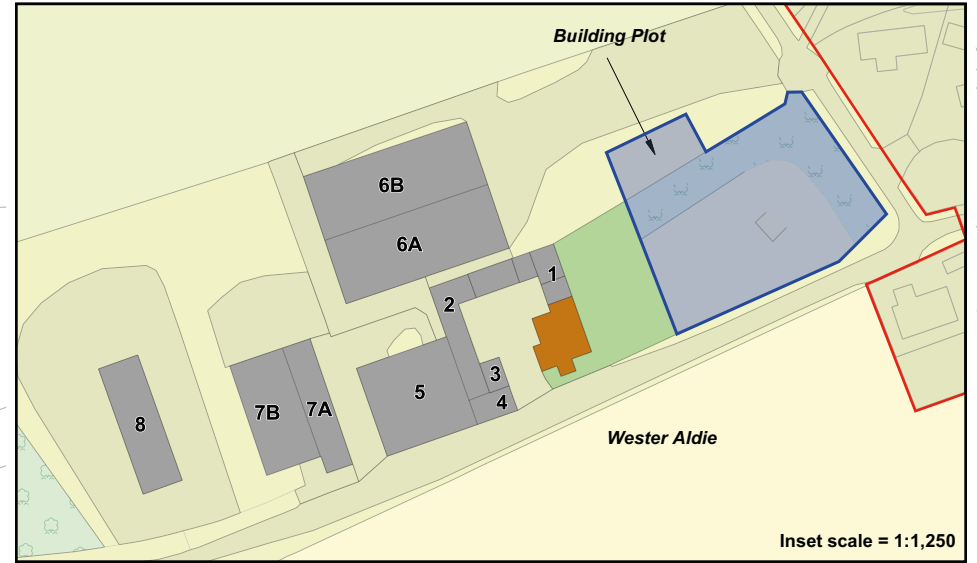 Building Plot
6B
6A
1
2
3
4
5
7A
7B
8
Wester Aldie
Inset scale = 1:1,250